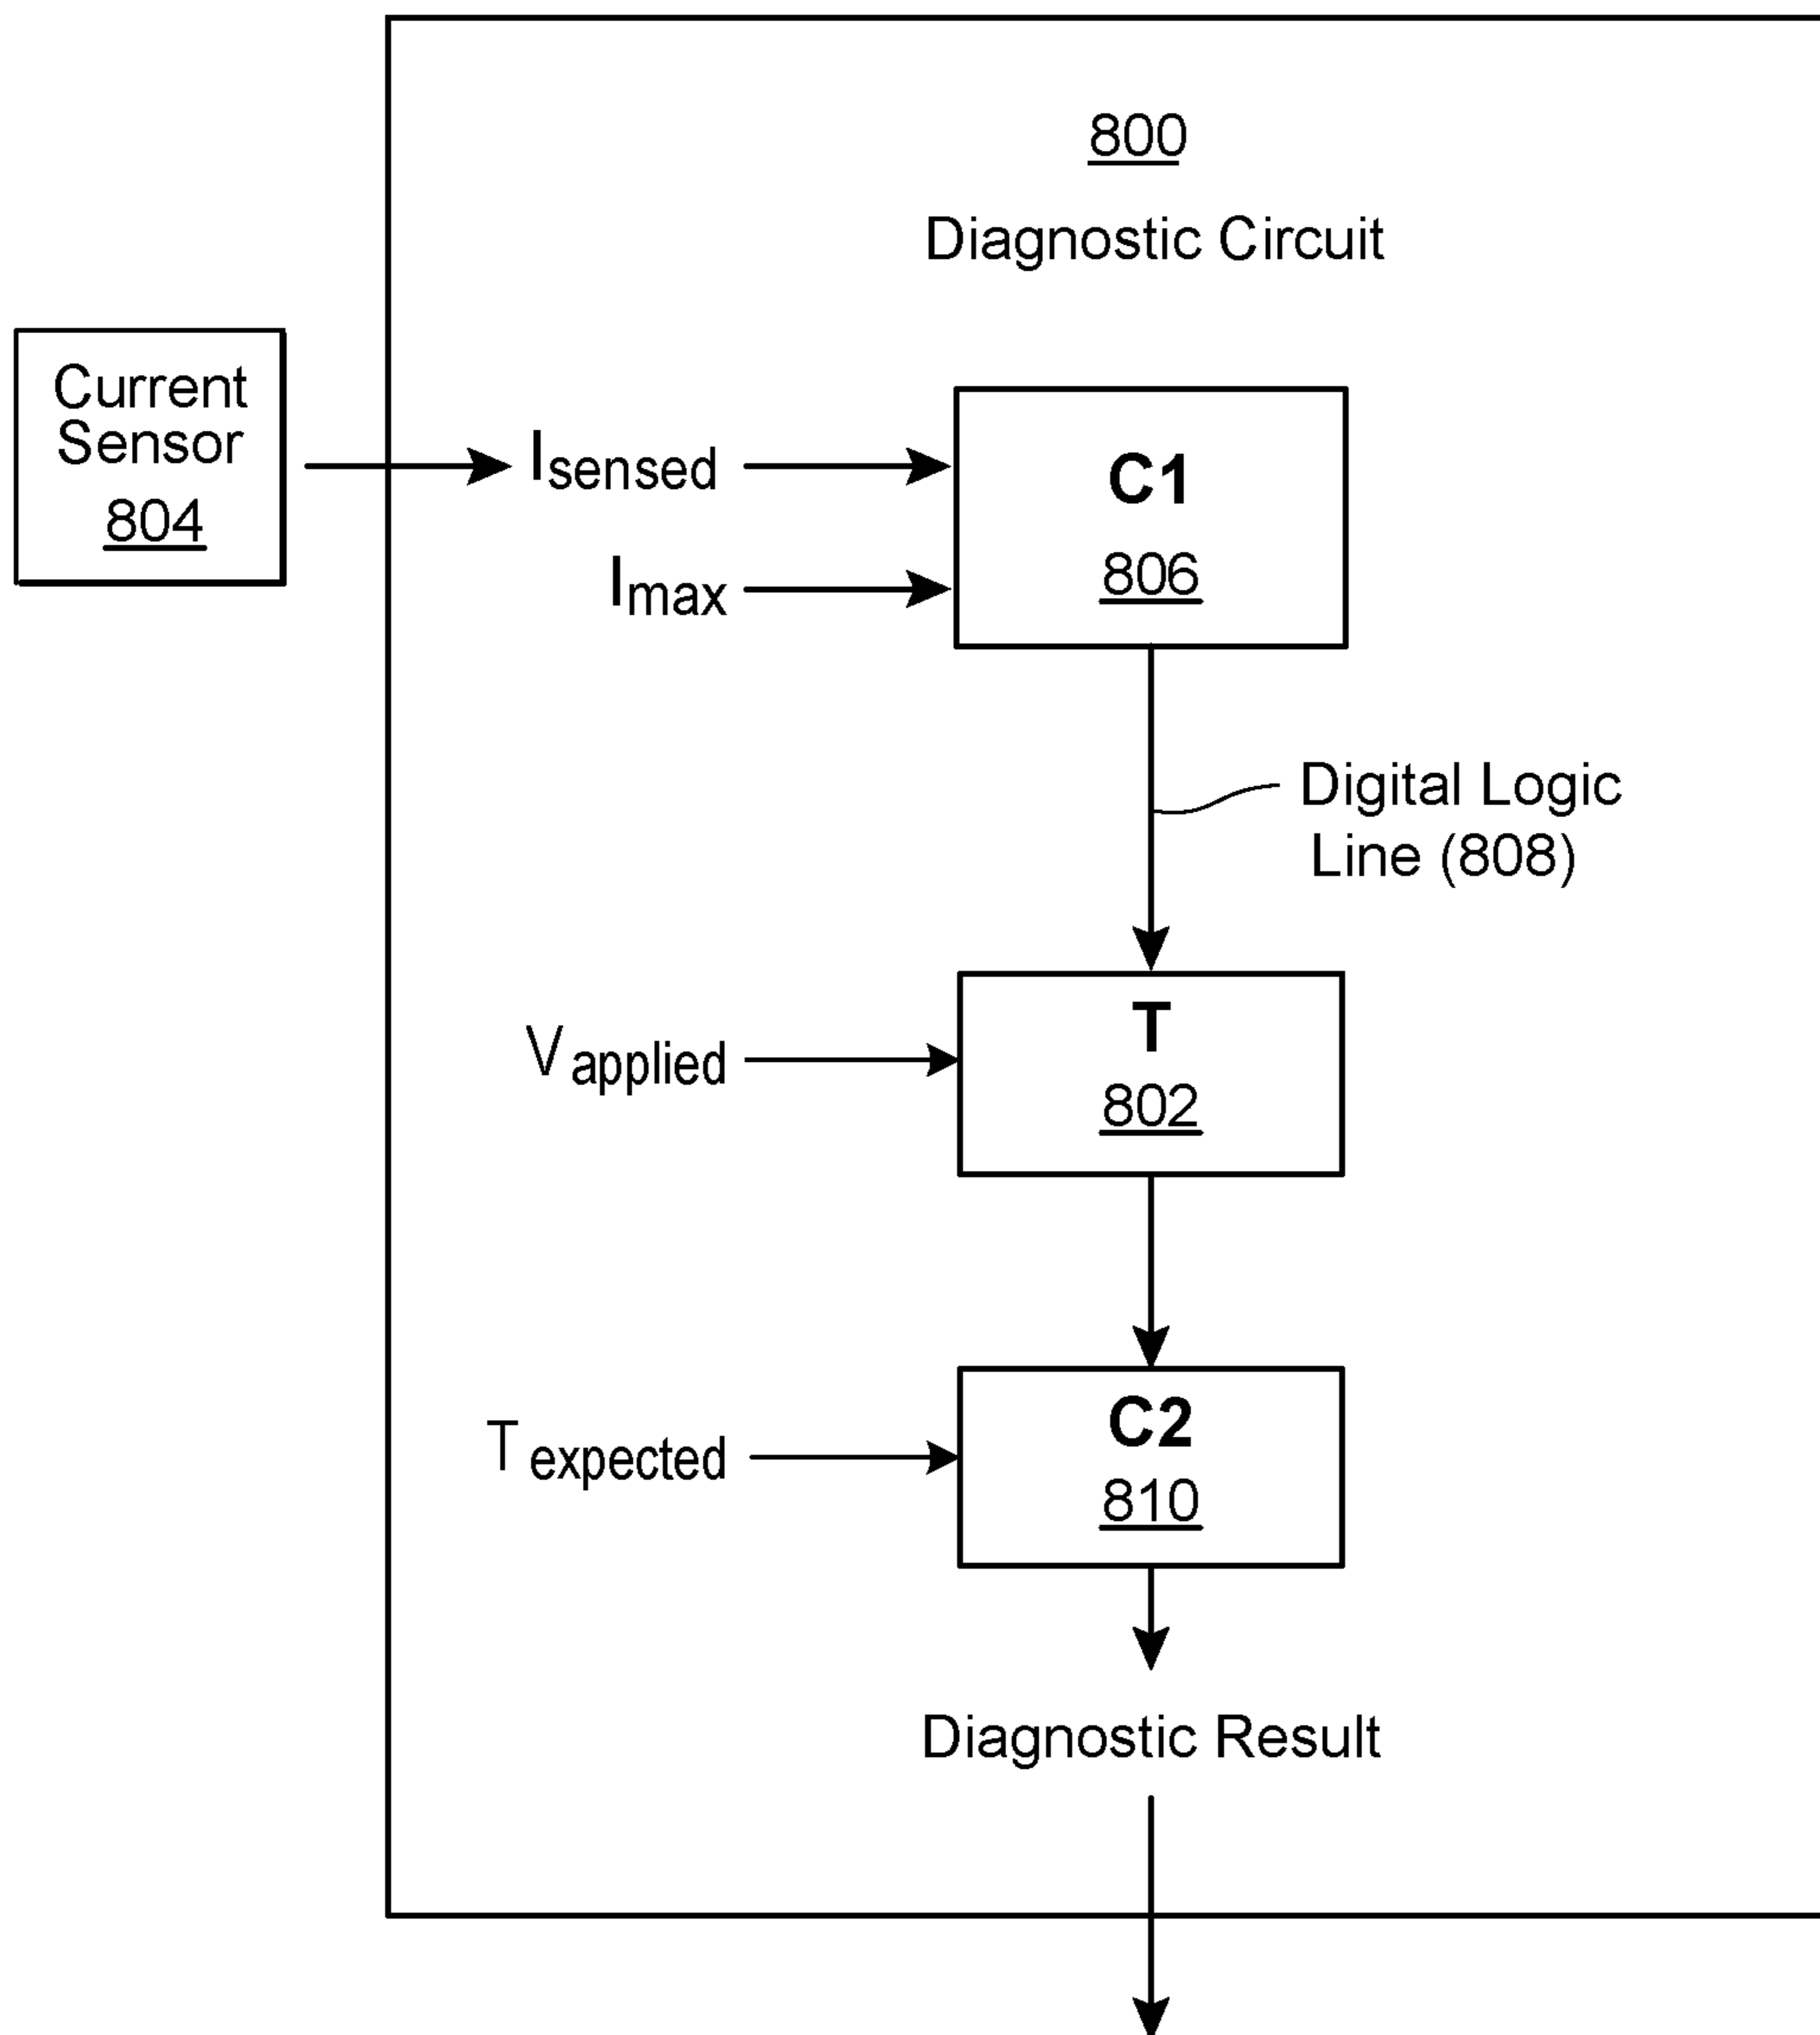 800
Diagnostic Circuit
Current
Sensor
804
Isensed
C1
Imax
806
Digital Logic
Line (808)
T
Vapplied
802
C2
Texpected
810
Diagnostic Result